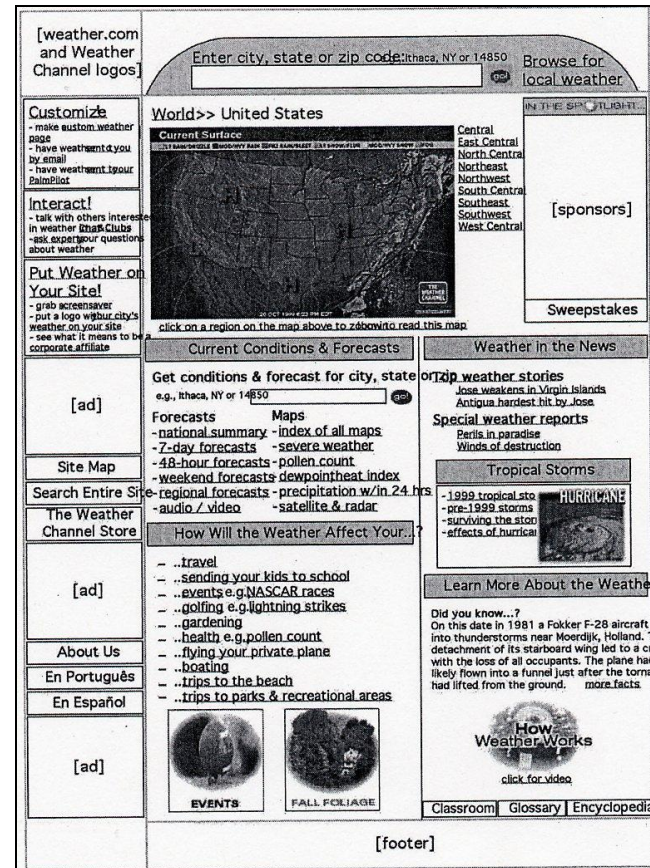 [weather.com
and Weather
Channel logos]
Enter city, state or zip code: Ithaca, NY or 14850
go!
Browse for
local weather
Customize
- make custom weather
page
- have weather sent to you
by email
- have weather sent to your
PalmPilot
Interact!
- talk with others interested
in weather Chat & Clubs
- ask expert your questions
about weather
Put Weather on
Your Site!
- grab screensaver
- put a logo w/ your city's
weather on your site
- see what it means to be a
corporate affiliate
[ad]
Site Map
Search Entire Site
The Weather
Channel Store
[ad]
About Us
En Português
En Español
[ad]
World>> United States
Current Surface
THE
WEATHER
CHANNEL
click on a region on the map above to zoom in
how to read this map
Central
East Central
North Central
Northeast
Northwest
South Central
Southeast
Southwest
West Central
IN THE SPOTLIGHT...
[sponsors]
Sweepstakes
Current Conditions & Forecasts
Get conditions & forecast for city, state or zip
e.g., Ithaca, NY or 14850
go!
Forecasts
- national summary
- 7-day forecasts
- 48-hour forecasts
- weekend forecasts
- regional forecasts
- audio / video
Maps
- index of all maps
- severe weather
- pollen count
- dewpoint heat index
- precipitation w/in 24 hrs
- satellite & radar
How Will the Weather Affect Your...?
- ..travel
- ..sending your kids to school
- ..events e.g. NASCAR races
- ..golfing e.g. lightning strikes
- ..gardening
- ..health e.g. pollen count
- ..flying your private plane
- ..boating
- ..trips to the beach
- ..trips to parks & recreational areas
EVENTS
FALL FOLIAGE
Weather in the News
Top weather stories
Jose weakens in Virgin Islands
Antigua hardest hit by Jose
Special weather reports
Perils in paradise
Winds of destruction
Tropical Storms
- 1999 tropical sto
- pre-1999 storms
- surviving the ston
- effects of hurrica
HURRICANE
Learn More About the Weathe
Did you know...?
On this date in 1981 a Fokker F-28 aircraft
into thunderstorms near Moerdijk, Holland. T
detachment of its starboard wing led to a cr
with the loss of all occupants. The plane had
likely flown into a funnel just after the torna
had lifted from the ground. more facts
How
Weather Works
click for video
Classroom
Glossary
Encyclopedia
[footer]